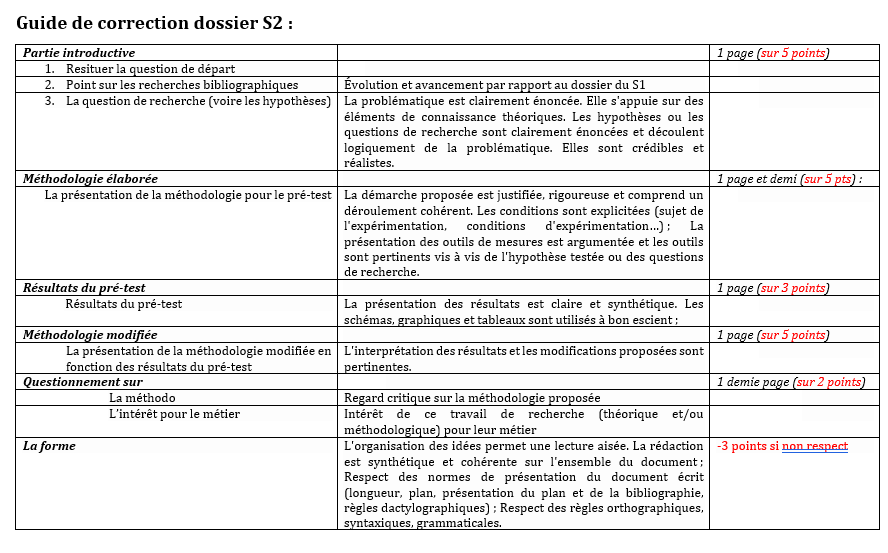 Guide de correction dossier S2 :
Partie introductive
1 page (sur 5 points)
1. Resituer la question de départ
2. Point sur les recherches bibliographiques
Évolution et avancement par rapport au dossier du S1
3. La question de recherche (voire les hypothèses)
La problématique est clairement énoncée. Elle s'appuie sur des
éléments de connaissance théoriques. Les hypothèses ou les
questions de recherche sont clairement énoncées et découlent
logiquement de la problématique. Elles sont crédibles et
réalistes.
Méthodologie élaborée
1 page et demi (sur 5 pts) :
La présentation de la méthodologie pour le pré-test
La démarche proposée est justifiée, rigoureuse et comprend un
déroulement cohérent. Les conditions sont explicitées (sujet de
l'expérimentation, conditions d'expérimentation...) ; La
présentation des outils de mesures est argumentée et les outils
sont pertinents vis à vis de l'hypothèse testée ou des questions
de recherche.
Résultats du pré-test
1 page (sur 3 points)
Résultats du pré-test
La présentation des résultats est claire et synthétique. Les
schémas, graphiques et tableaux sont utilisés à bon escient ;
Méthodologie modifiée
1 page (sur 5 points)
La présentation de la méthodologie modifiée en
fonction des résultats du pré-test
L'interprétation des résultats et les modifications proposées sont
pertinentes.
Questionnement sur
1 demie page (sur 2 points)
La méthodo
Regard critique sur la méthodologie proposée
L'intérêt pour le métier
Intérêt de ce travail de recherche (théorique et/ou
méthodologique) pour leur métier
La forme
L'organisation des idées permet une lecture aisée. La rédaction
est synthétique et cohérente sur l'ensemble du document ;
Respect des normes de présentation du document écrit
(longueur, plan, présentation du plan et de la bibliographie,
règles dactylographiques) ; Respect des règles orthographiques,
syntaxiques, grammaticales.
-3 points si non respect